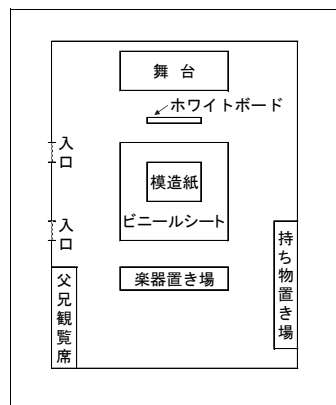 舞台
ホワイトボード
入口
模造紙
ビニールシート
入口
持ち物置き場
楽器置き場
父兄観覧席